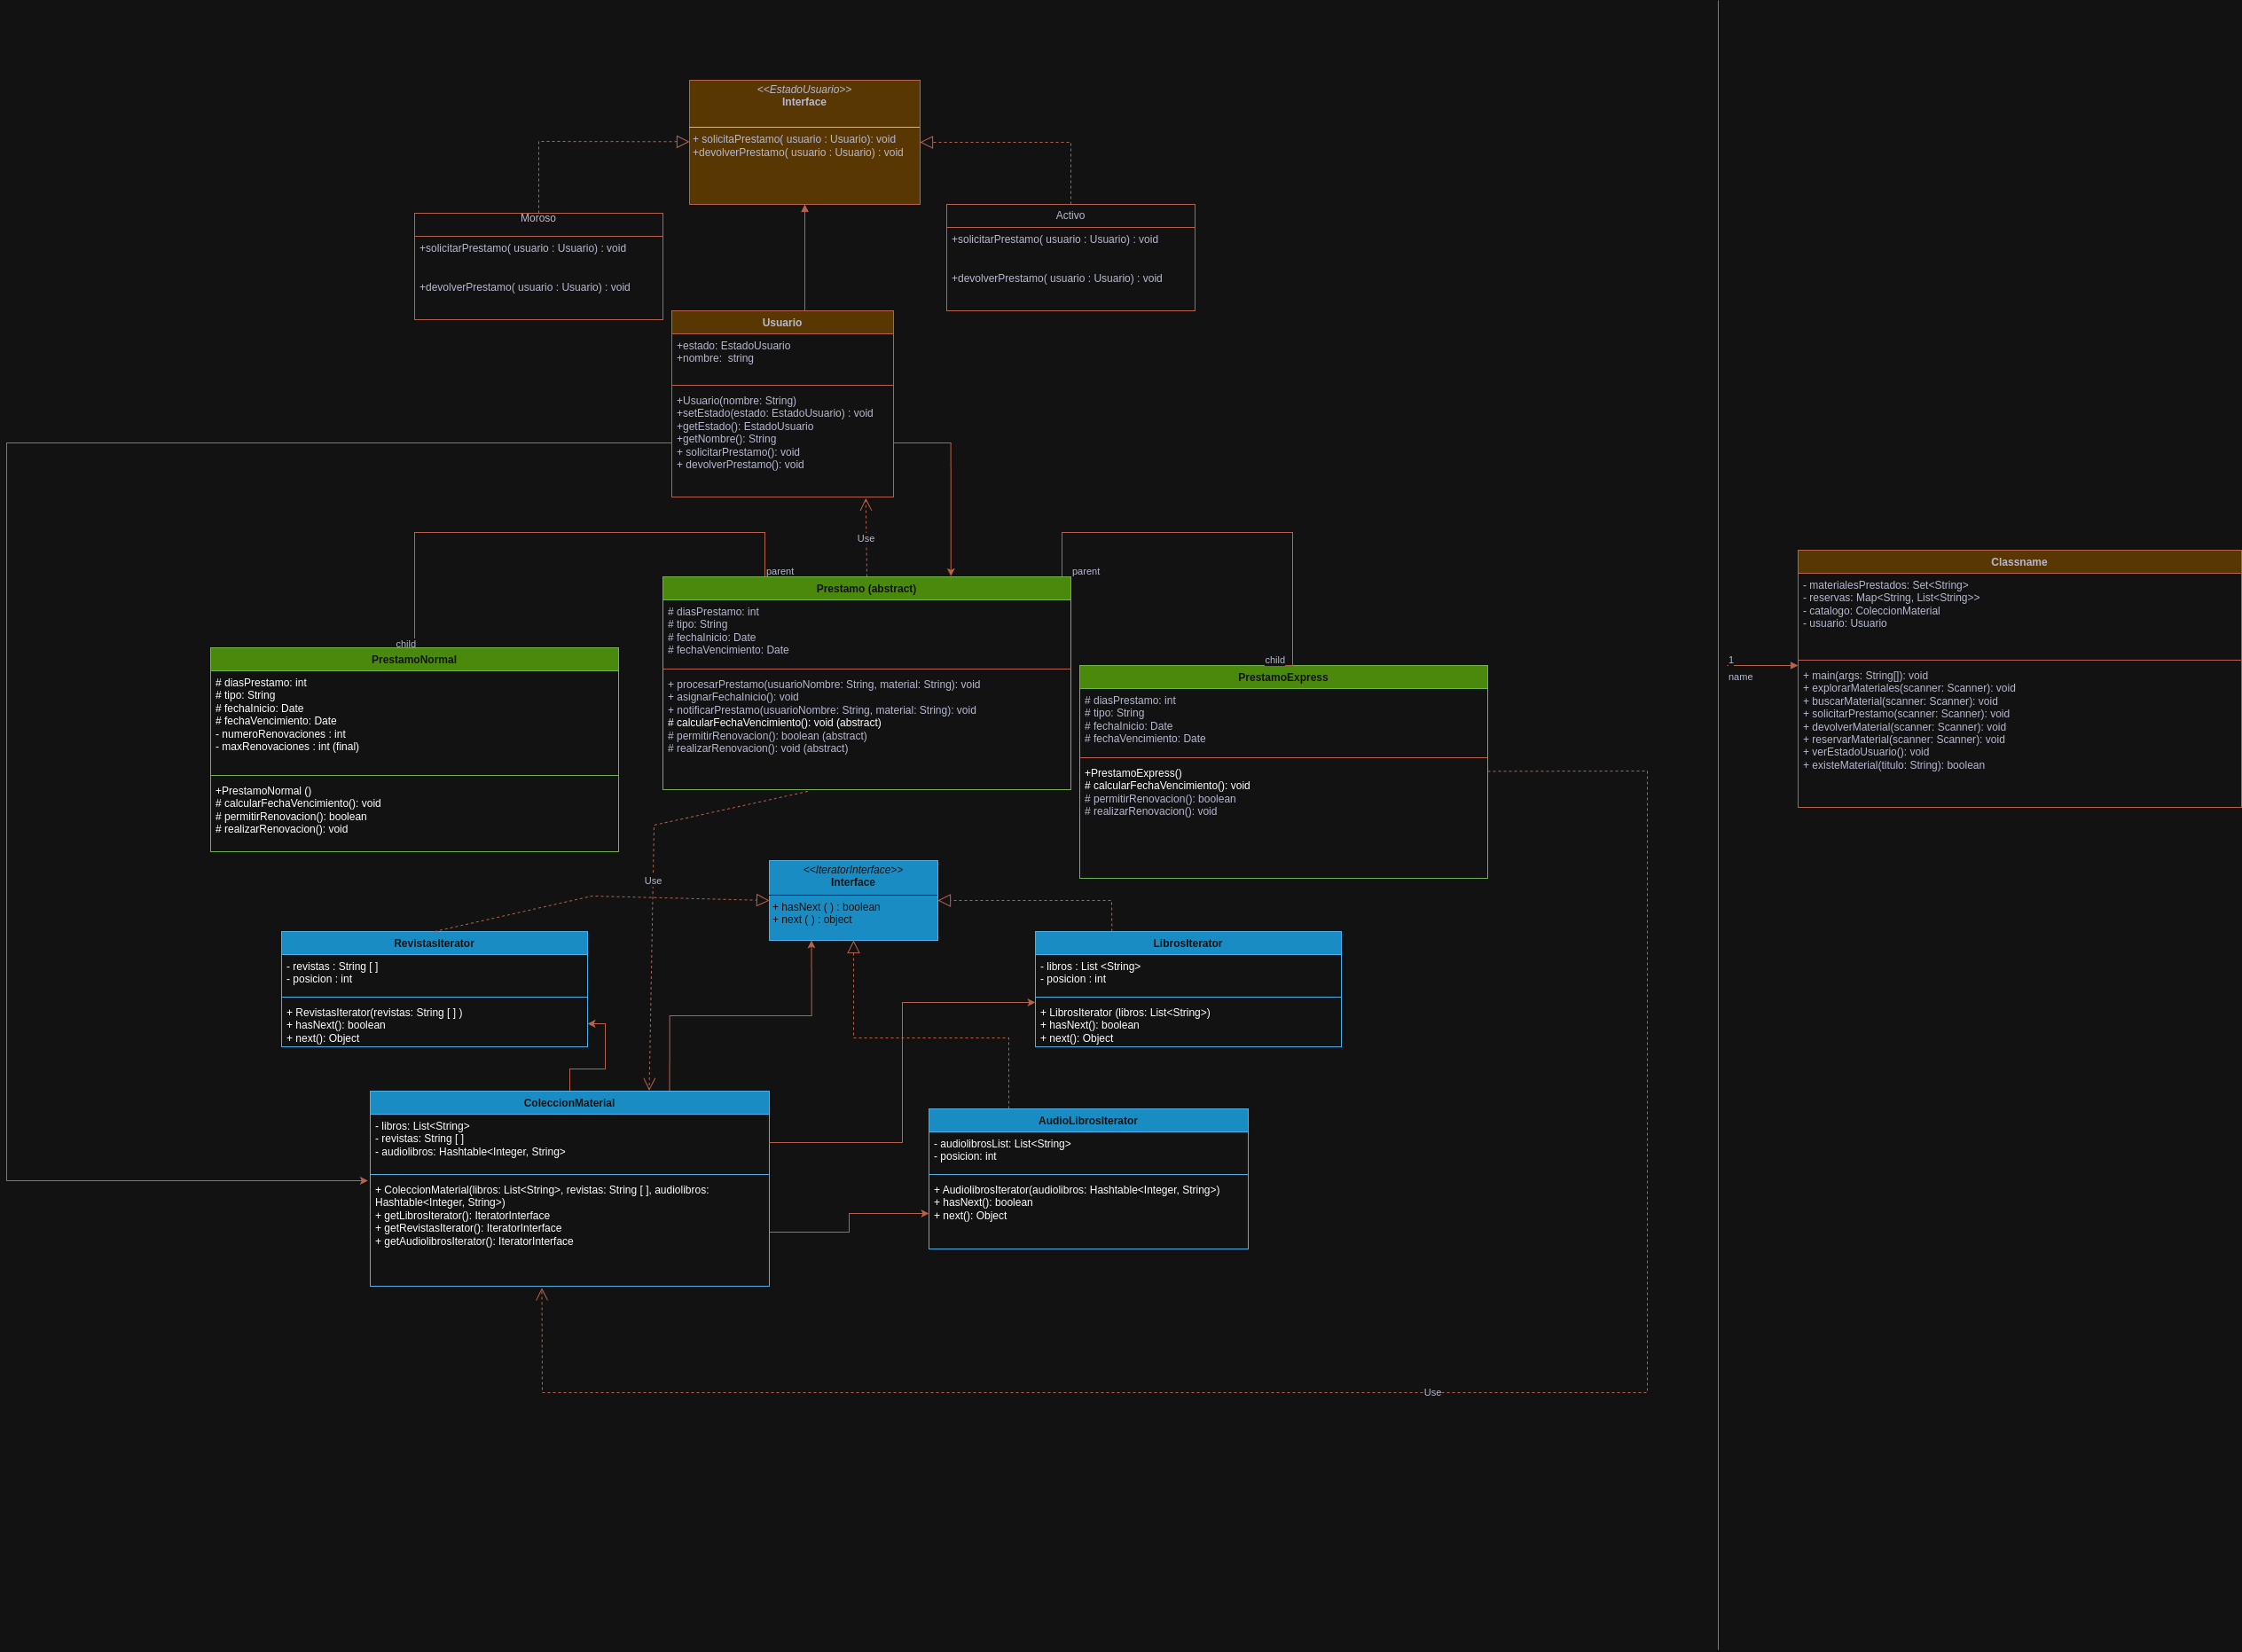 <<EstadoUsuario>>
Interface
+ solicitaPrestamo( usuario : Usuario): void
+devolverPrestamo( usuario : Usuario) : void
Moroso
+solicitarPrestamo( usuario : Usuario) : void
+devolverPrestamo( usuario : Usuario) : void
Activo
+solicitarPrestamo( usuario : Usuario) : void
+devolverPrestamo( usuario : Usuario) : void
Usuario
+estado: EstadoUsuario
+nombre:  string
+Usuario(nombre: String)
+setEstado(estado: EstadoUsuario) : void
+getEstado(): EstadoUsuario
+getNombre(): String
+ solicitarPrestamo(): void
+ devolverPrestamo(): void
Use
parent
parent
Prestamo (abstract)
# diasPrestamo: int
# tipo: String
# fechaInicio: Date
# fechaVencimiento: Date
+ procesarPrestamo(usuarioNombre: String, material: String): void
+ asignarFechaInicio(): void
+ notificarPrestamo(usuarioNombre: String, material: String): void
# calcularFechaVencimiento(): void (abstract)
# permitirRenovacion(): boolean (abstract)
# realizarRenovacion(): void (abstract)
child
PrestamoNormal
# diasPrestamo: int
# tipo: String
# fechaInicio: Date
# fechaVencimiento: Date
- numeroRenovaciones : int
- maxRenovaciones : int (final)
+PrestamoNormal ()
# calcularFechaVencimiento(): void
# permitirRenovacion(): boolean
# realizarRenovacion(): void
child
PrestamoExpress
# diasPrestamo: int
# tipo: String
# fechaInicio: Date
# fechaVencimiento: Date
+PrestamoExpress()
# calcularFechaVencimiento(): void
# permitirRenovacion(): boolean
# realizarRenovacion(): void
1
name
Classname
- materialesPrestados: Set<String>
- reservas: Map<String, List<String>>
- catalogo: ColeccionMaterial
- usuario: Usuario
+ main(args: String[]): void
+ explorarMateriales(scanner: Scanner): void
+ buscarMaterial(scanner: Scanner): void
+ solicitarPrestamo(scanner: Scanner): void
+ devolverMaterial(scanner: Scanner): void
+ reservarMaterial(scanner: Scanner): void
+ verEstadoUsuario(): void
+ existeMaterial(titulo: String): boolean
Use
<<IteratorInterface>>
Interface
+ hasNext ( ) : boolean
+ next ( ) : object
RevistasIterator
- revistas : String [ ]
- posicion : int
+ RevistasIterator(revistas: String [ ] )
+ hasNext(): boolean
+ next(): Object
LibrosIterator
- libros : List <String>
- posicion : int
+ LibrosIterator (libros: List<String>)
+ hasNext(): boolean
+ next(): Object
ColeccionMaterial
- libros: List<String>
- revistas: String [ ]
- audiolibros: Hashtable<Integer, String>
+ ColeccionMaterial(libros: List<String>, revistas: String [ ], audiolibros:
Hashtable<Integer, String>)
+ getLibrosIterator(): IteratorInterface
+ getRevistasIterator(): IteratorInterface
+ getAudiolibrosIterator(): IteratorInterface
AudioLibrosIterator
- audiolibrosList: List<String>
- posicion: int
+ AudiolibrosIterator(audiolibros: Hashtable<Integer, String>)
+ hasNext(): boolean
+ next(): Object
Use